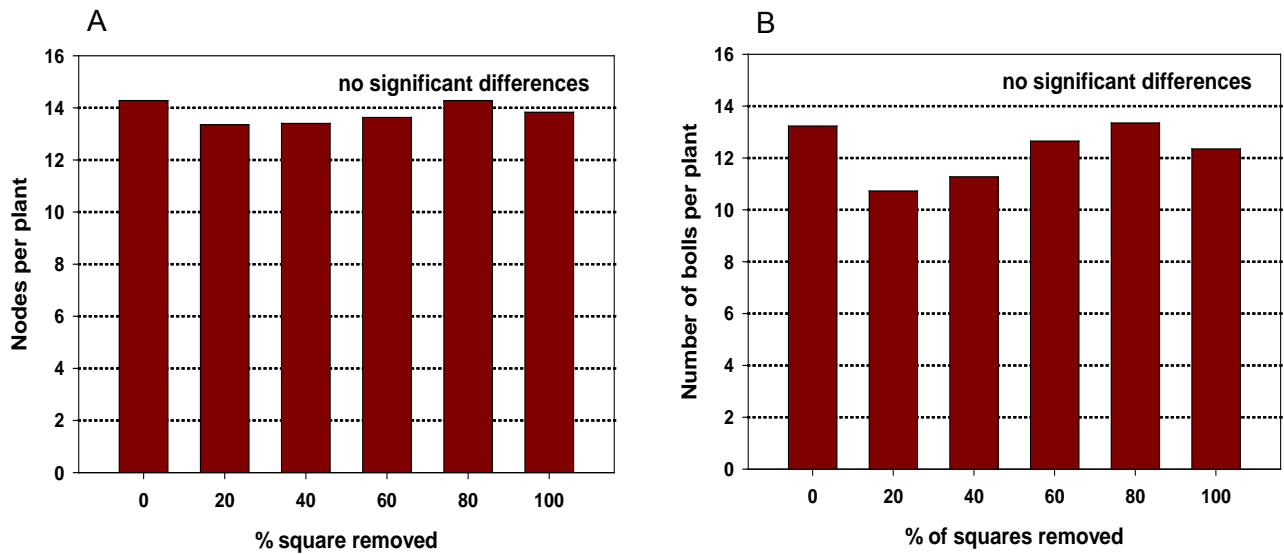 A
Nodes per plant
16
14
12
10
8
6
4
2
0
no significant differences
0 20 40 60 80 100
% square removed
B
Number of bolls per plant
16
14
12
10
8
6
4
2
0
no significant differences
0 20 40 60 80 100
% of squares removed